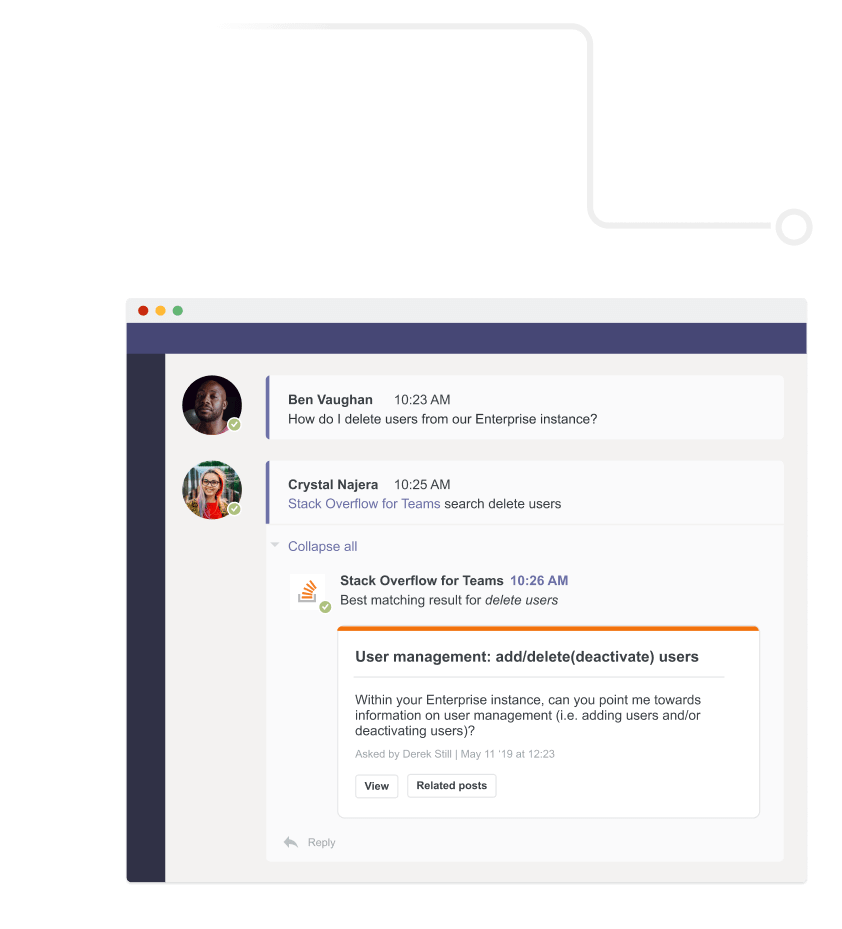 Ben Vaughan 10:23 AM
How do I delete users from our Enterprise instance?
Crystal Najera 10:25 AM
Stack Overflow for Teams search delete users
Collapse all
Stack Overflow for Teams 10:26 AM
Best matching result for delete users
User management: add/delete(deactivate) users
Within your Enterprise instance, can you point me towards
information on user management (i.e. adding users and/or
deactivating users)?
Asked by Derek Still | May 11 '19 at 12:23
View Related posts
Reply